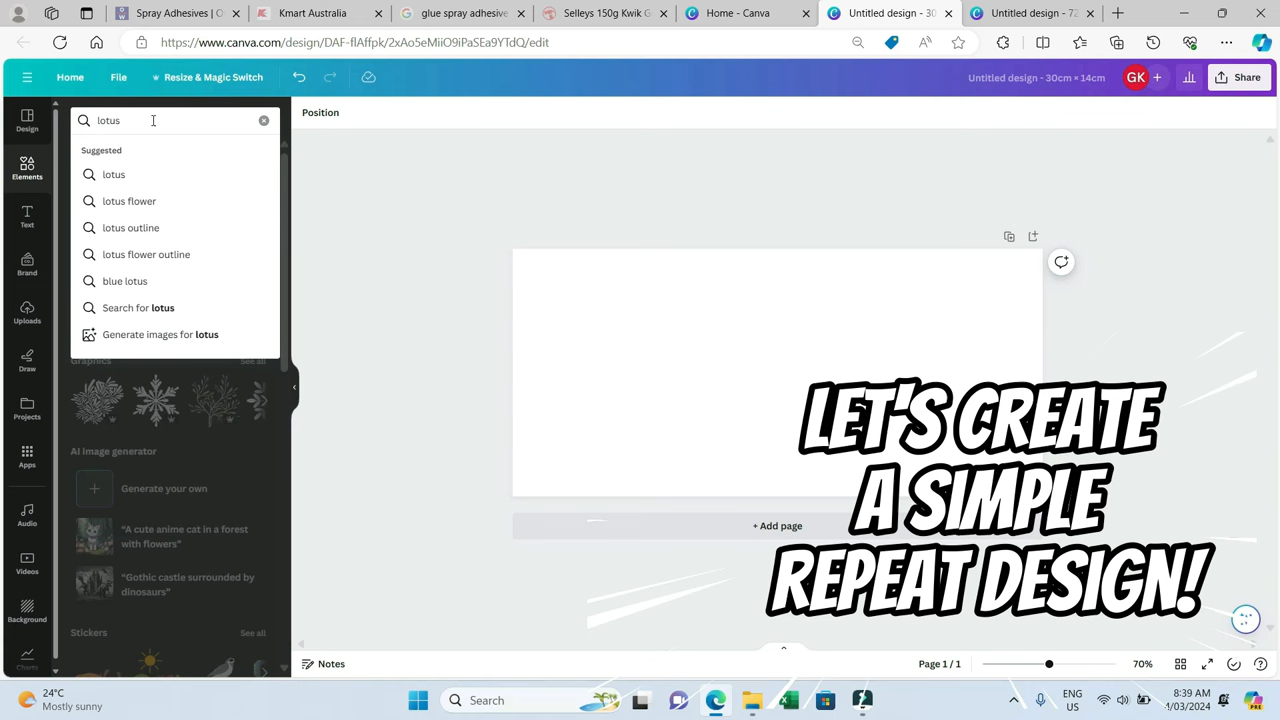 Spray Adhesives | O
Kmart Australia
glue spray adhesive
Selleys 150g Kwik G
Home - Canva
Untitled design - 30
Untitled design - 72
https://www.canva.com/design/DAF-flAffpk/2xAo5eMiiO9iPaSEa9YTdQ/edit
Home
File
Resize & Magic Switch
Untitled design - 30cm × 14cm
GK
Share
Position
Design
Elements
Text
Brand
Uploads
Draw
Projects
Apps
Audio
Videos
Background
Charts
lotus
Suggested
lotus
lotus flower
lotus outline
lotus flower outline
blue lotus
Search for lotus
Generate images for lotus
Graphics
See all
AI image generator
Generate your own
"A cute anime cat in a forest
with flowers"
"Gothic castle surrounded by
dinosaurs"
Stickers
See all
+ Add page
LET'S CREATE
A SIMPLE
REPEAT DESIGN!
Notes
Page 1 / 1
70%
24°C
Mostly sunny
Search
ENG
US
8:39 AM
/03/2024